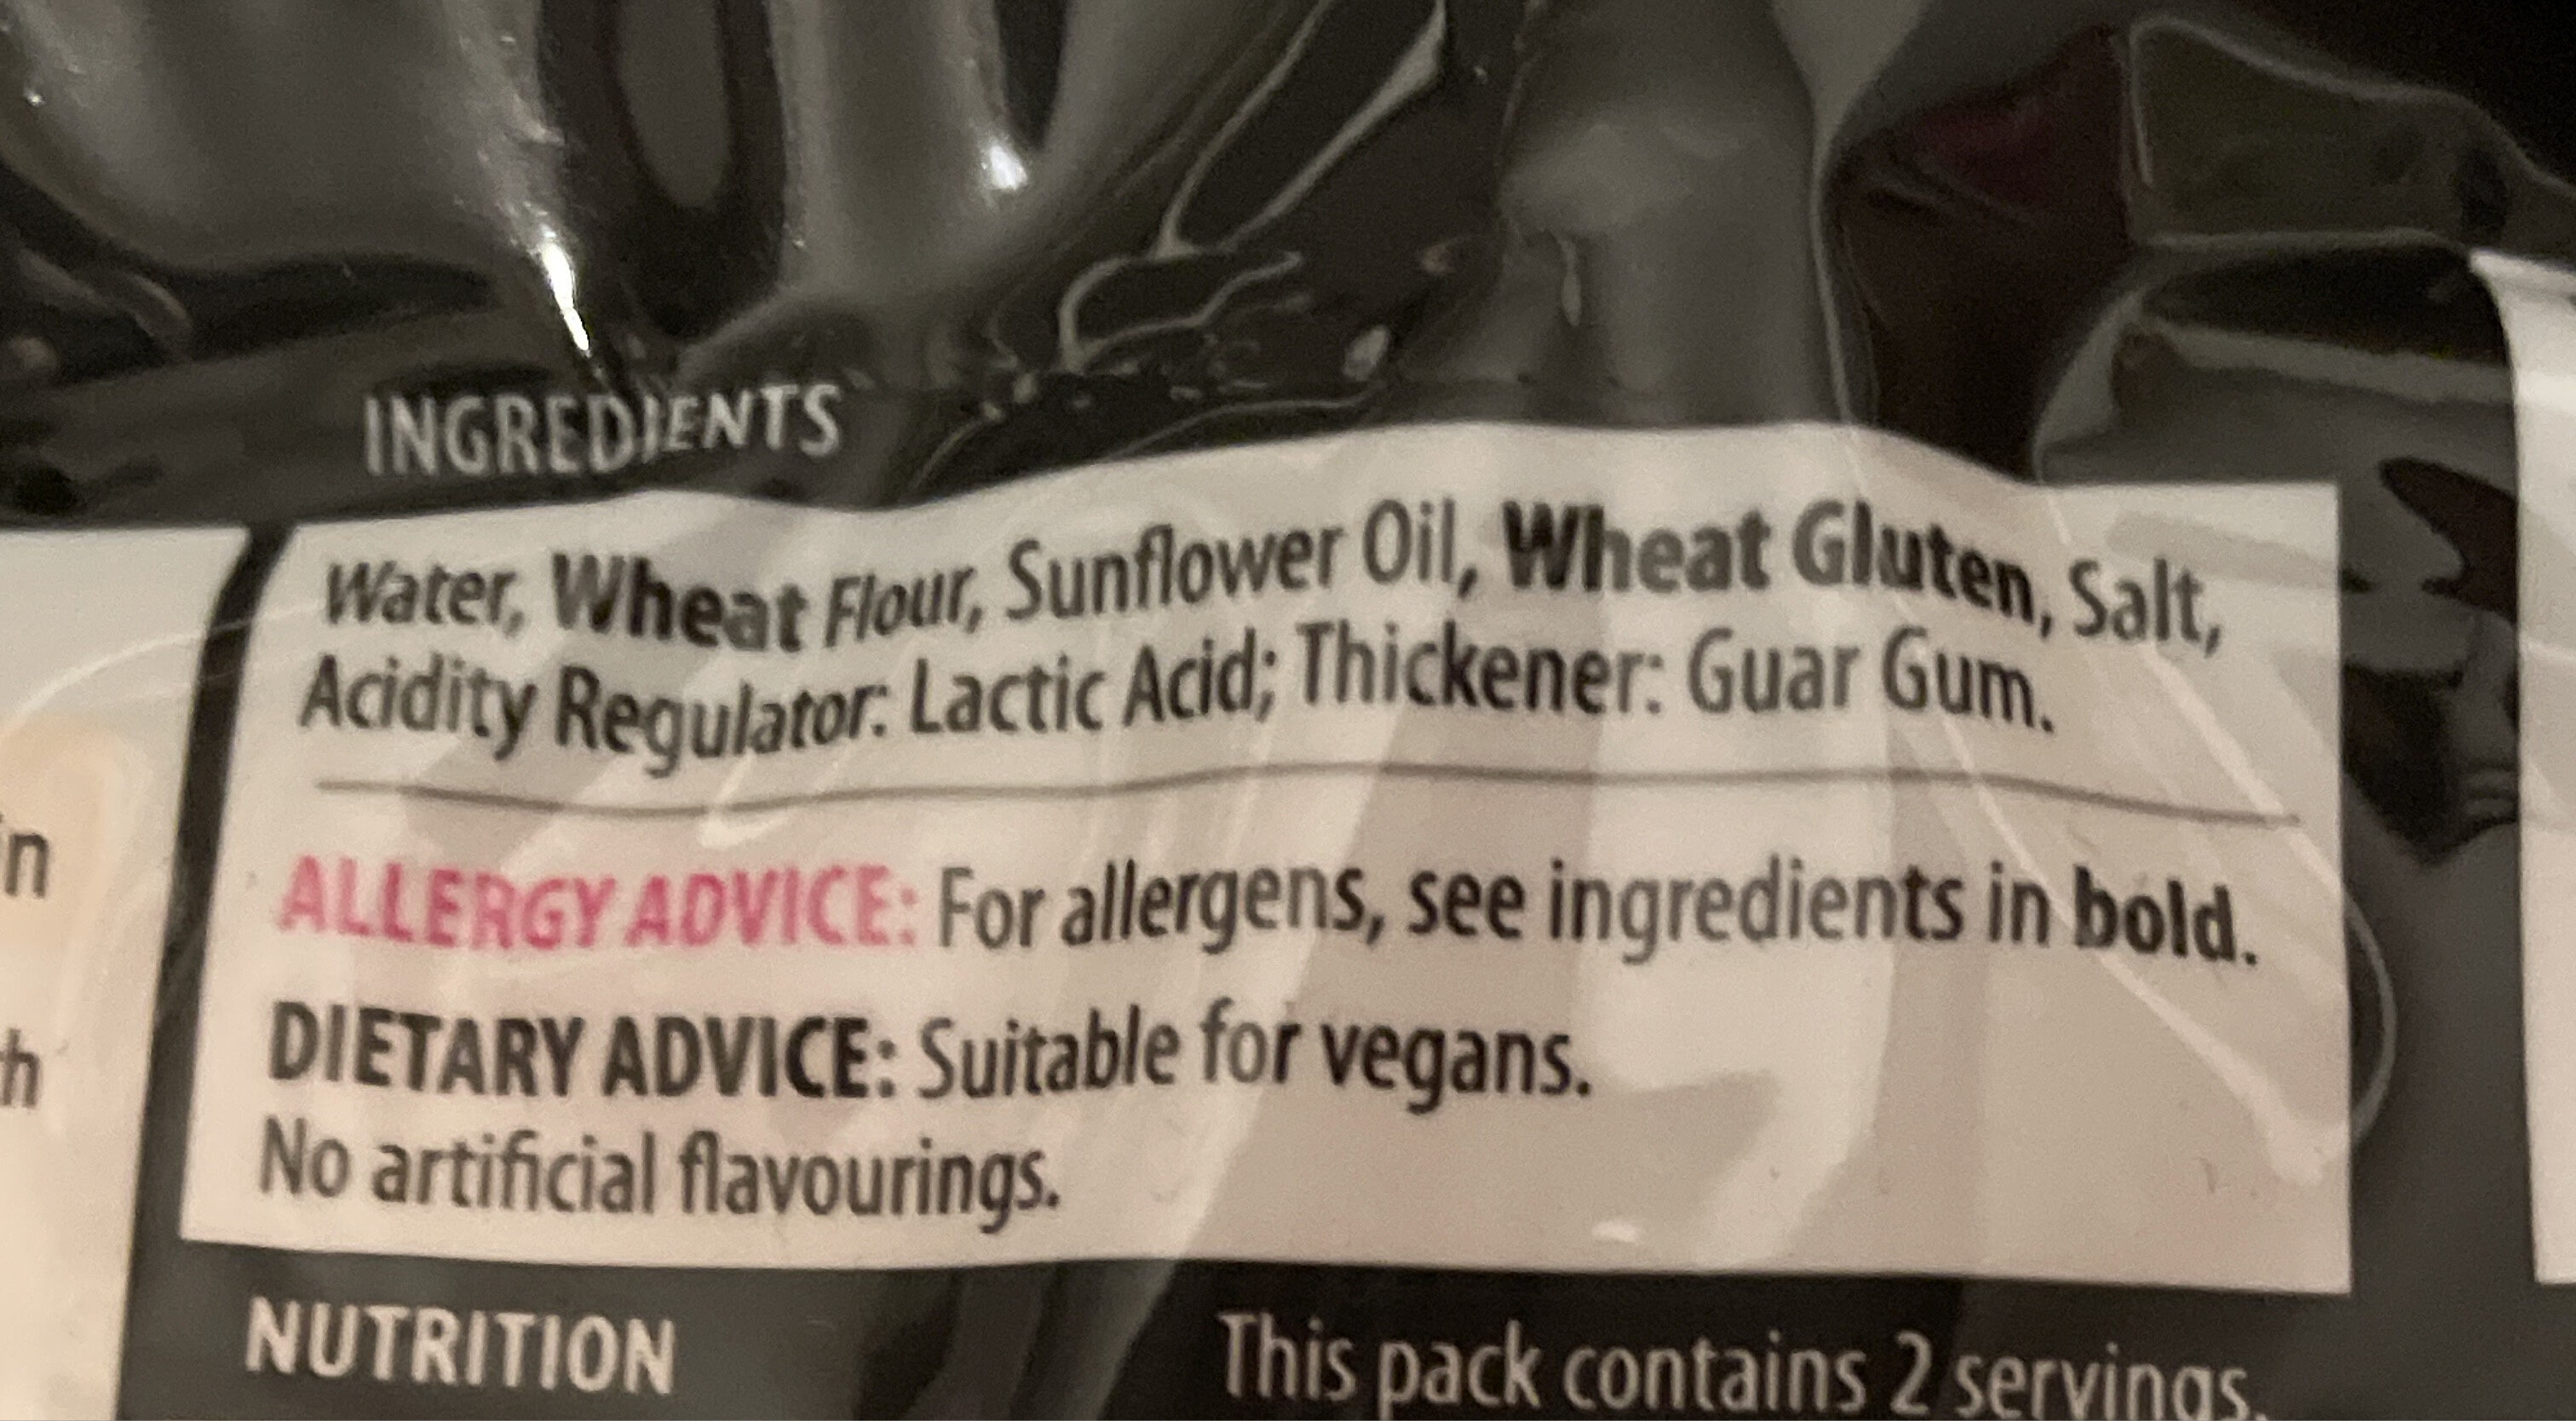 INGREDIENTS
Water, Wheat Flour, Sunflower Oil, Wheat Gluten, Salt,
Acidity Regulator: Lactic Acid; Thickener: Guar Gum.
ALLERGY ADVICE: For allergens, see ingredients in bold.
DIETARY ADVICE: Suitable for vegans.
No artificial flavourings.
NUTRITION
This pack contains 2 servings.